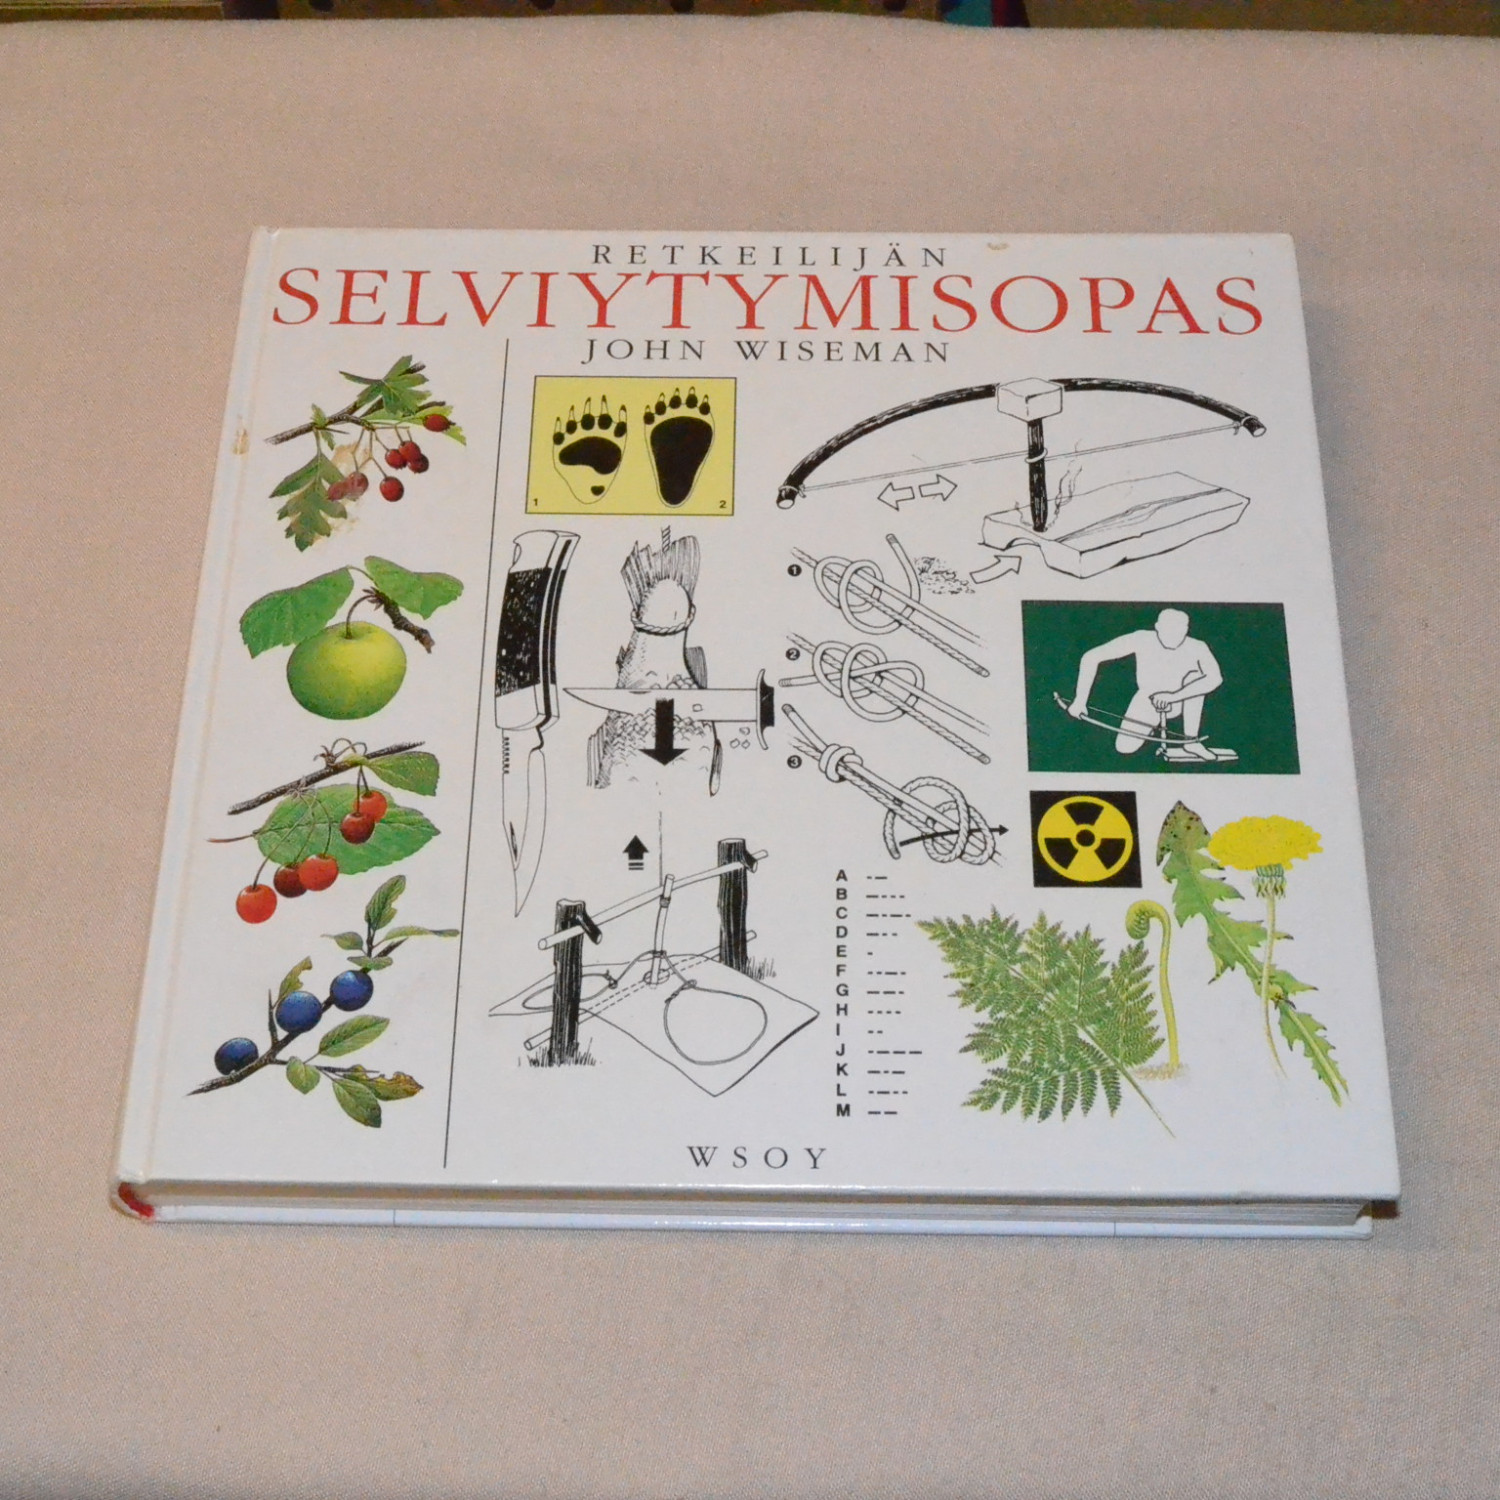 RETKEILIJÄN
SELVIYTYMISOPAS
JOHN WISEMAN
1 2
1
2
3
A ·–
B –···
C –·–·
D –··
E ·
F ··–·
G ––·
H ····
I ··
J ·–––
K –·–
L ·–··
M ––
WSOY